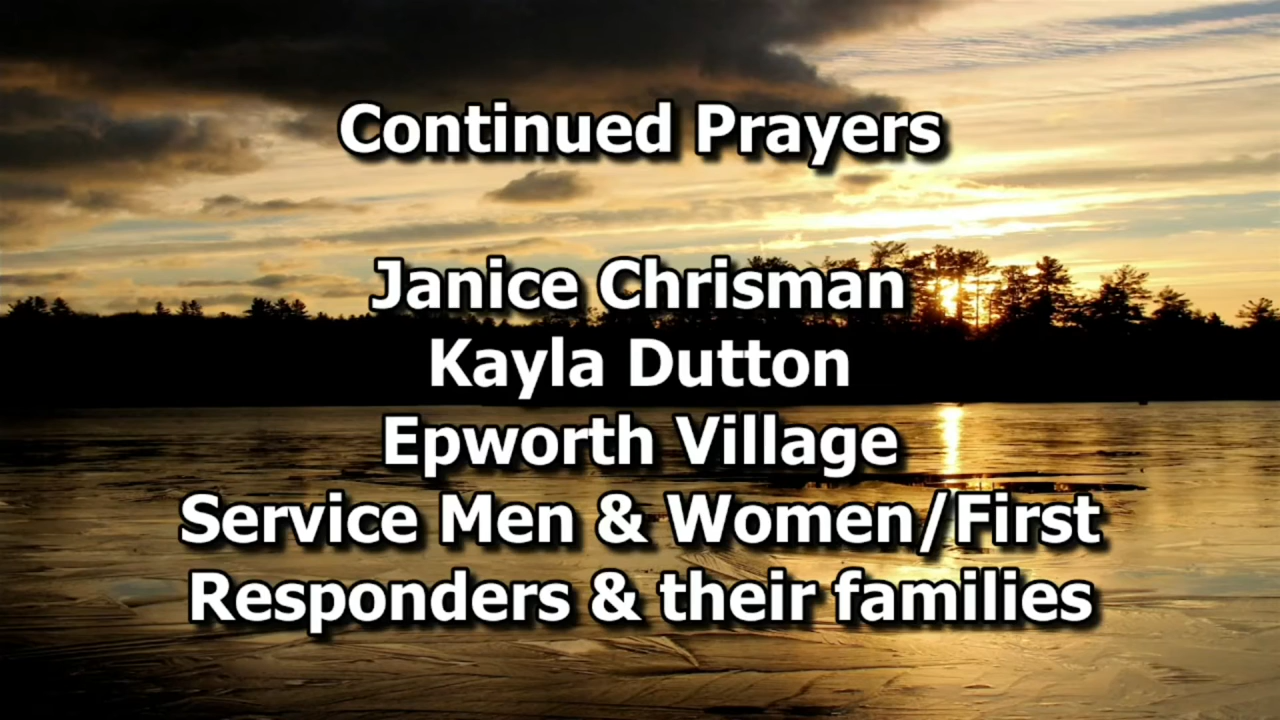 Continued Prayers
Janice Chrisman
Kayla Dutton
Epworth Village
Service Men & Women/First
Responders & their families